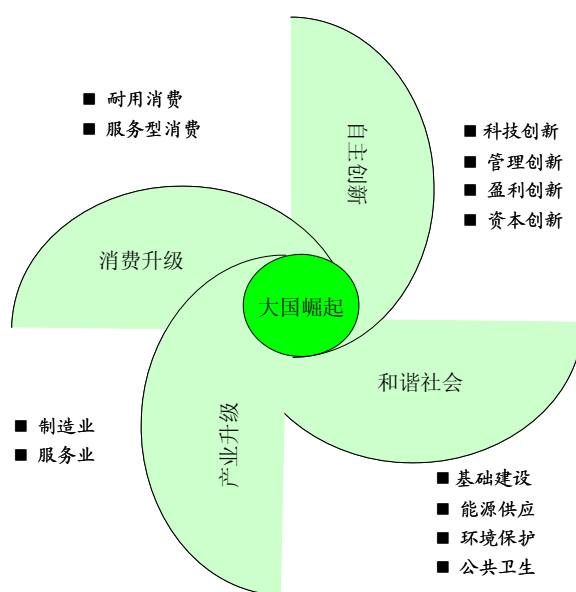 ■ 耐用消费
■ 服务型消费
自主创新
■ 科技创新
■ 管理创新
■ 盈利创新
■ 资本创新
消费升级
大国崛起
和谐社会
■ 制造业
■ 服务业
产业升级
■ 基础建设
■ 能源供应
■ 环境保护
■ 公共卫生